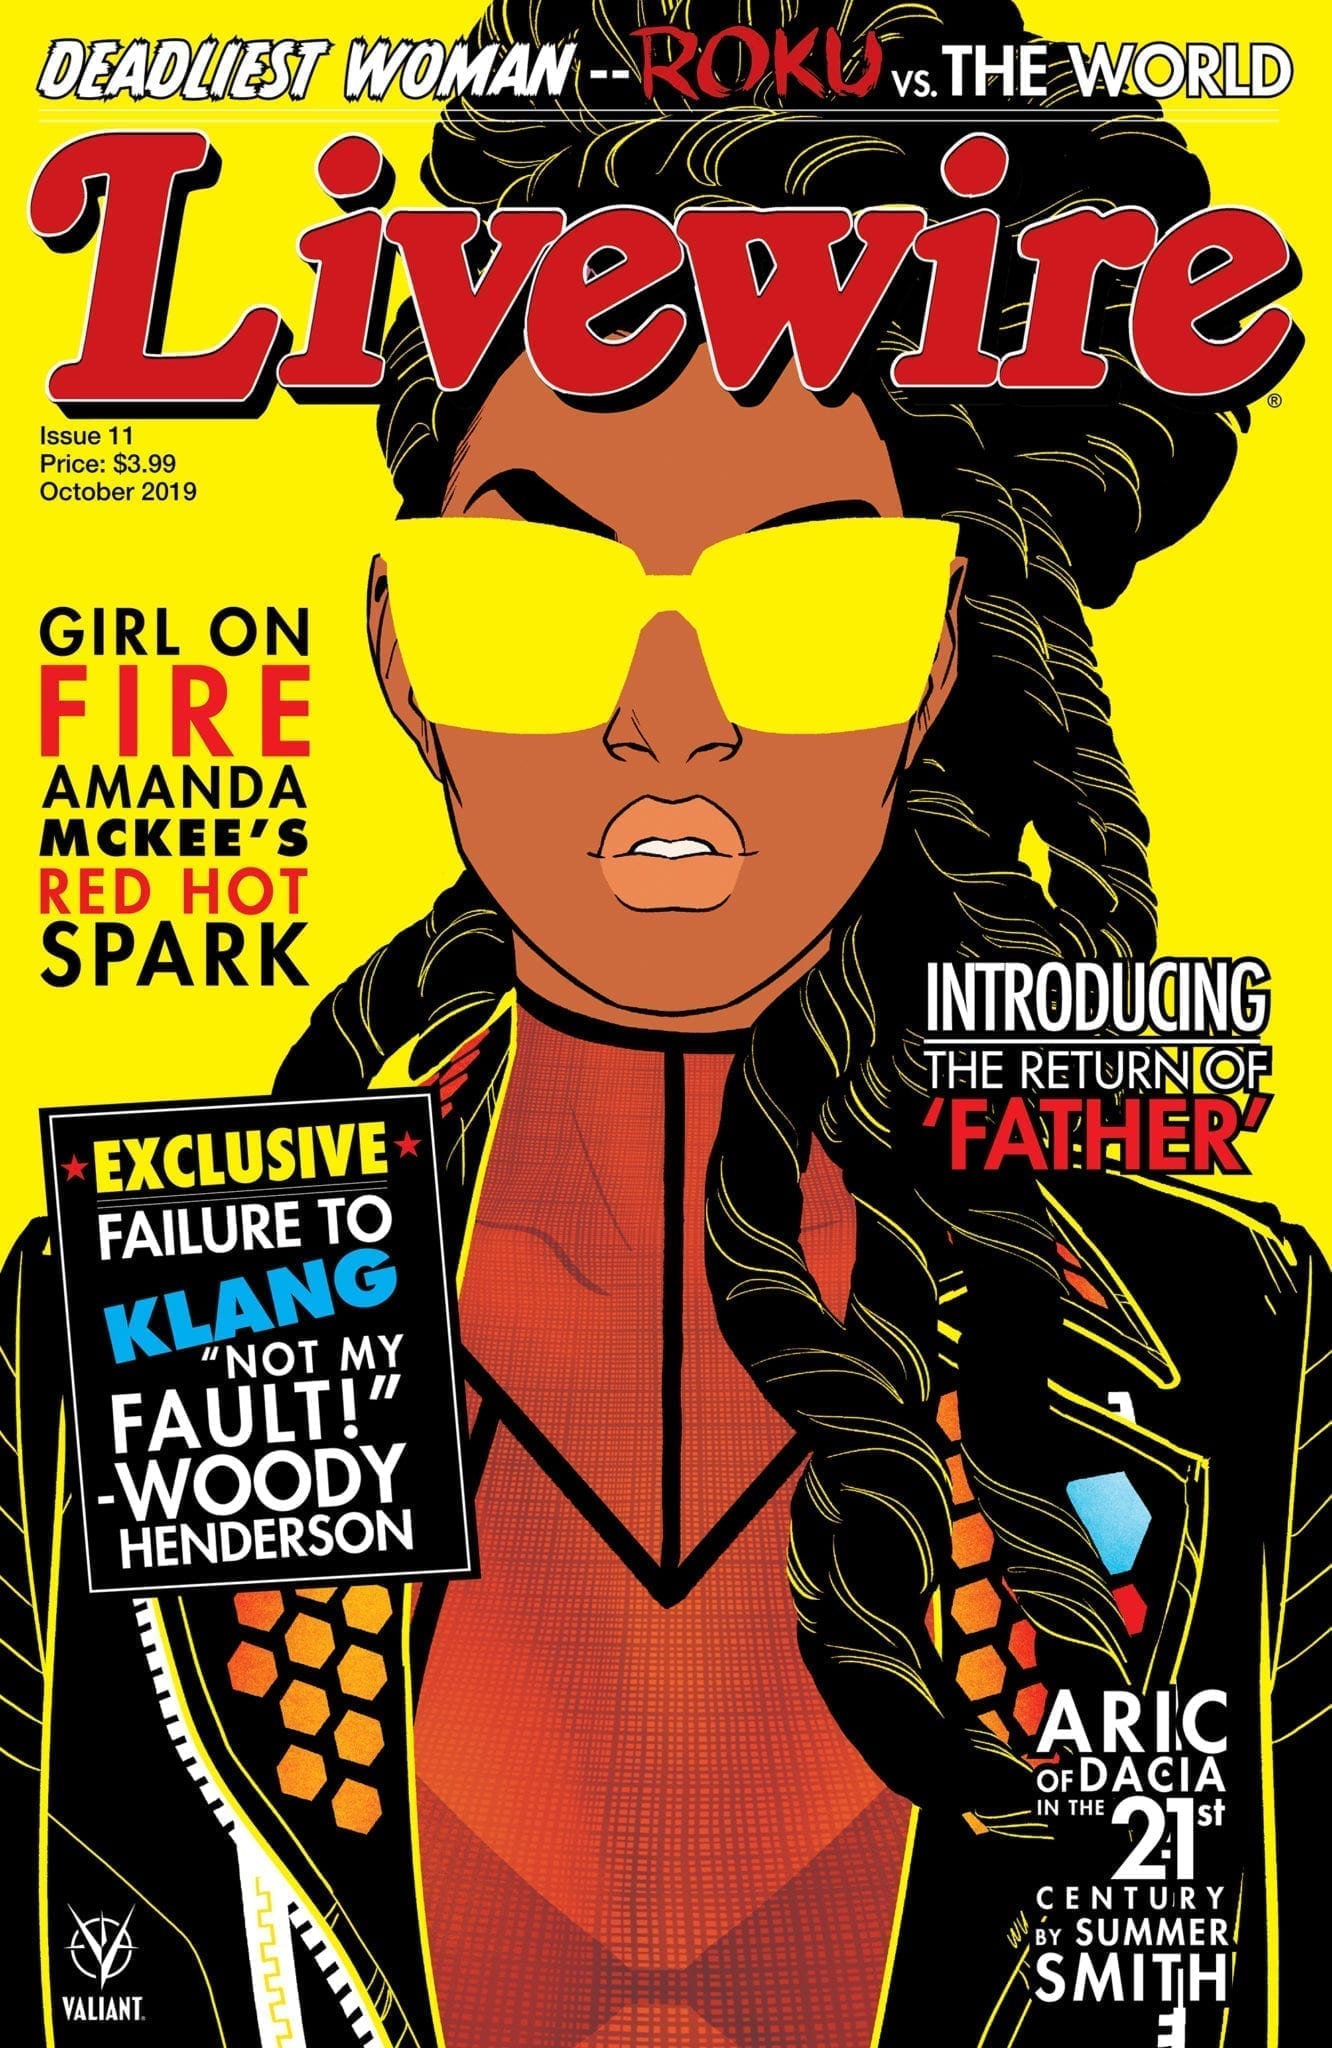 DEADLIEST WOMAN -- ROKU VS. THE WORLD
Livewire
®
Issue 11
Price: $3.99
October 2019
GIRL ON
FIRE
AMANDA
MCKEE'S
RED HOT
SPARK
INTRODUCING
THE RETURN OF
'FATHER'
EXCLUSIVE
FAILURE TO
KLANG
"NOT MY
FAULT!"
-WOODY
HENDERSON
ARIC
OF DACIA
IN THE 21st
CENTURY
BY SUMMER
SMITH
VALIANT